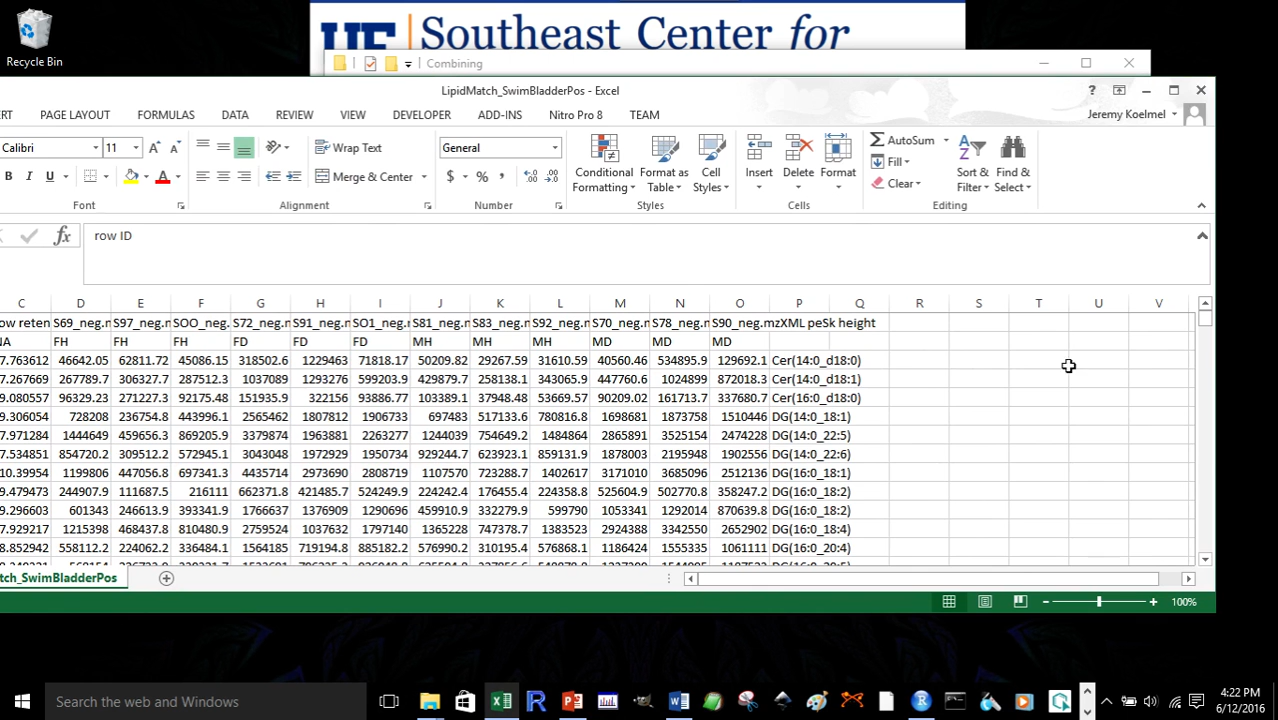 Recycle Bin
UF Southeast Center for
Combining
LipidMatch_SwimBladderPos - Excel
ERT PAGE LAYOUT FORMULAS DATA REVIEW VIEW DEVELOPER ADD-INS Nitro Pro 8 TEAM Jeremy Koelmel
Calibri 11 Wrap Text General AutoSum
B I U A Merge & Center $ % Fill
Conditional Formatting Format as Table Cell Styles Insert Delete Format Clear Sort & Filter Find & Select
Font Alignment Number Styles Cells Editing
fx row ID
C D E F G H I J K L M N O P Q R S T U V
ow reten S69_neg.n S97_neg.n SOO_neg. S72_neg.n S91_neg.n SO1_neg.n S81_neg.n S83_neg.n S92_neg.n S70_neg.n S78_neg.n S90_neg.mzXML peSk height
NA FH FH FH FD FD FD MH MH MH MD MD MD
7.763612 46642.05 62811.72 45086.15 318502.6 1229463 71818.17 50209.82 29267.59 31610.59 40560.46 534895.9 129692.1 Cer(14:0_d18:0)
7.267669 267789.7 306327.7 287512.3 1037089 1293276 599203.9 429879.7 258138.1 343065.9 447760.6 1024899 872018.3 Cer(14:0_d18:1)
9.080557 96329.23 271227.3 92175.48 151935.9 322156 93886.77 103389.1 37948.48 53669.57 90209.02 161713.7 337680.7 Cer(16:0_d18:0)
9.306054 728208 236754.8 443996.1 2565462 1807812 1906733 697483 517133.6 780816.8 1698681 1873758 1510446 DG(14:0_18:1)
7.971284 1444649 459656.3 869205.9 3379874 1963881 2263277 1244039 754649.2 1484864 2865891 3525154 2474228 DG(14:0_22:5)
7.534851 854720.2 309512.2 572945.1 3043048 1972929 1950734 929244.7 623923.1 859131.9 1878003 2195948 1902556 DG(14:0_22:6)
10.39954 1199806 447056.8 697341.3 4435714 2973690 2808719 1107570 723288.7 1402617 3171010 3685096 2512136 DG(16:0_18:1)
9.479473 244907.9 111687.5 216111 662371.8 421485.7 524249.9 224242.4 176455.4 224358.8 525604.9 502770.8 358247.2 DG(16:0_18:2)
9.296603 601343 246613.9 393341.9 1766637 1376909 1290696 459910.9 332279.9 599790 1053341 1292014 870639.8 DG(16:0_18:2)
7.929217 1215398 468437.8 810480.9 2759524 1037632 1797140 1365228 747378.7 1383523 2924388 3342550 2652902 DG(16:0_18:4)
8.852942 558112.2 224062.2 336484.1 1564185 719194.8 885182.2 576990.2 310195.4 576868.1 1186424 1555335 1061111 DG(16:0_20:4)
atch_SwimBladderPos
100%
Search the web and Windows
4:22 PM
6/12/2016